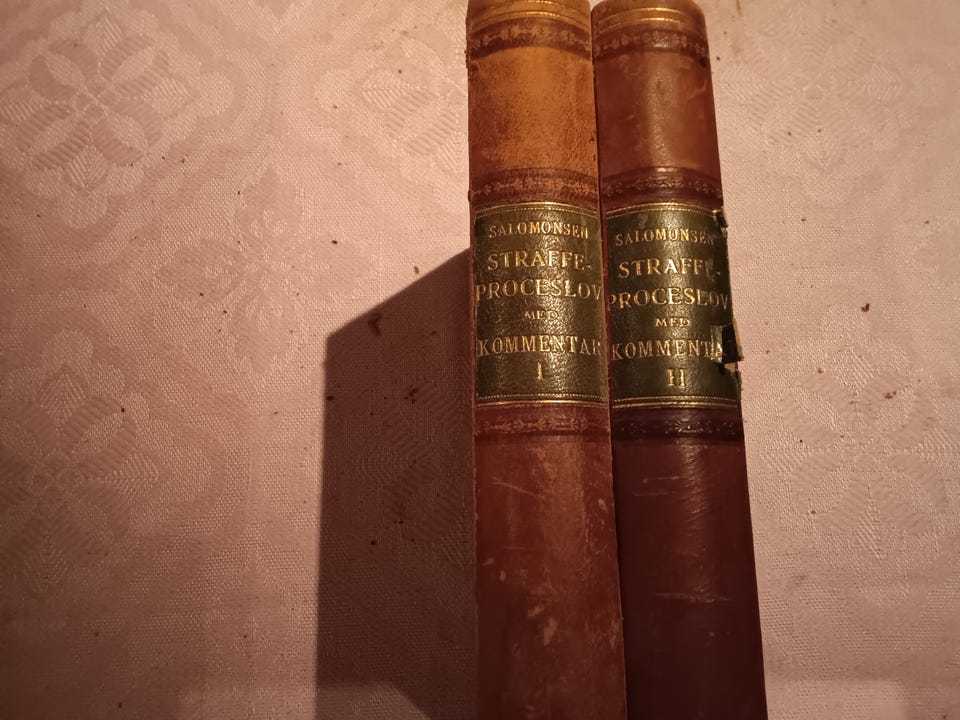 SALOMONSEN
STRAFFE-
PROCESLOV
MED
KOMMENTAR
I
SALOMONSEN
STRAFFE-
PROCESLOV
MED
KOMMENTA
II